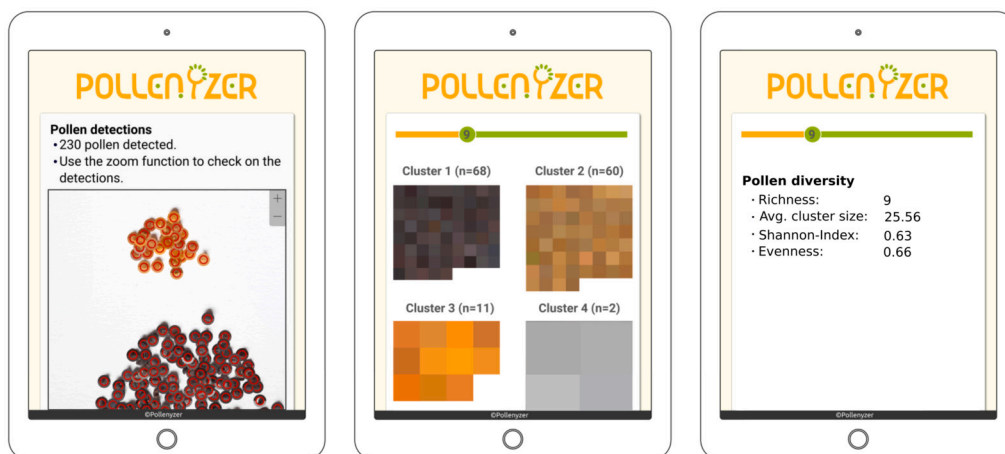 POLLENYZER
Pollen detections
•230 pollen detected.
•Use the zoom function to check on the
detections.
+
−
©Pollenyzer
POLLENYZER
9
Cluster 1 (n=68)
Cluster 2 (n=60)
Cluster 3 (n=11)
Cluster 4 (n=2)
©Pollenyzer
POLLENYZER
9
Pollen diversity
· Richness: 9
· Avg. cluster size: 25.56
· Shannon-Index: 0.63
· Evenness: 0.66
©Pollenyzer